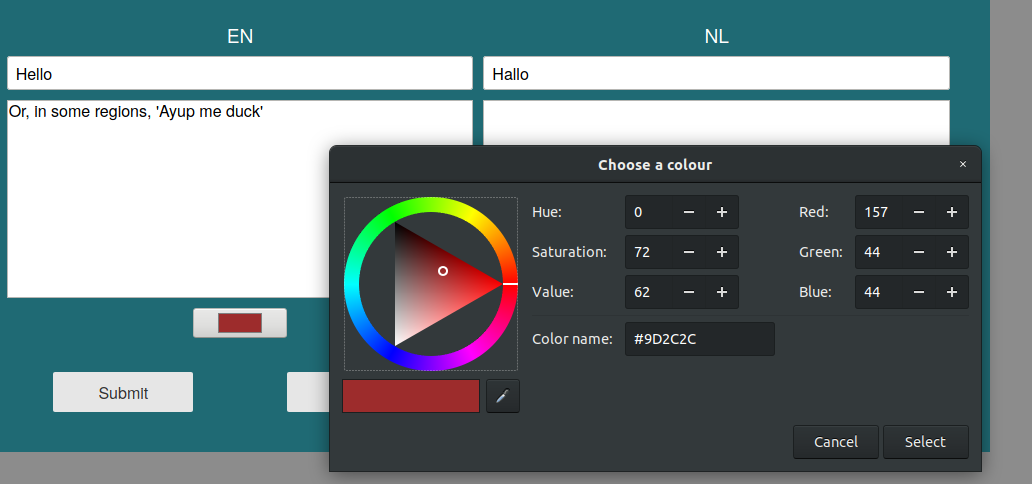 EN NL
Hello Hallo
Or, in some regions, 'Ayup me duck'
Choose a colour ×
Hue: 0 − + Red: 157 − +
Saturation: 72 − + Green: 44 − +
Value: 62 − + Blue: 44 − +
Color name: #9D2C2C
Submit
Cancel Select